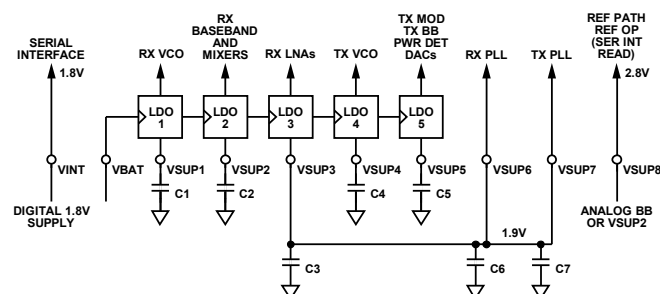 SERIAL
INTERFACE
1.8V
RX VCO
RX
BASEBAND
AND
MIXERS
RX LNAs
TX VCO
TX MOD
TX BB
PWR DET
DACs
RX PLL
TX PLL
REF PATH
REF OP
(SER INT
READ)
2.8V
LDO
1
LDO
2
LDO
3
LDO
4
LDO
5
VINT
VBAT
VSUP1
VSUP2
VSUP3
VSUP4
VSUP5
VSUP6
VSUP7
VSUP8
C1
C2
C4
C5
DIGITAL 1.8V
SUPPLY
ANALOG BB
OR VSUP2
1.9V
C3
C6
C7